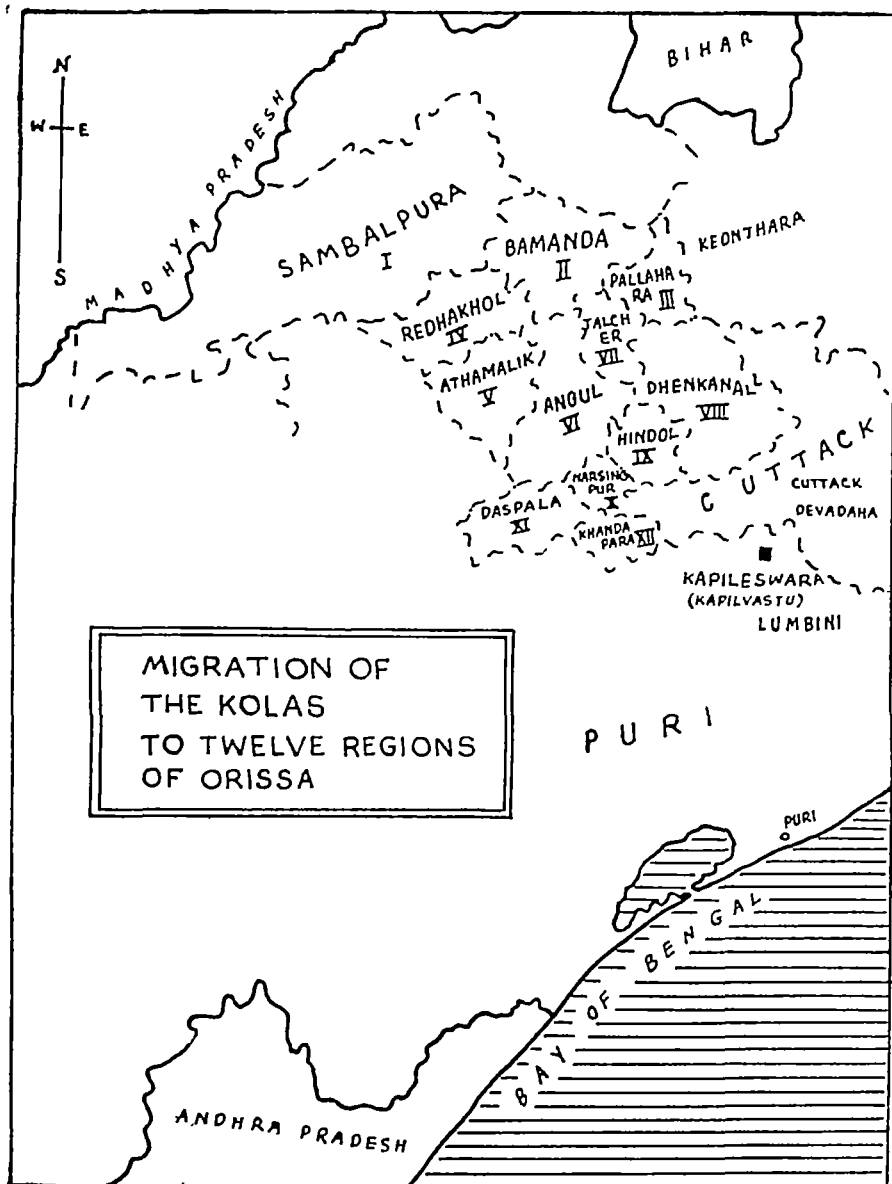 BIHAR
N
W E
S
MADHYA PRADESH
SAMBALPURA
I
BAMANDA
II
KEONTHARA
PALLAHA
RA III
REDHAKHOL
IV
TALCH
ER
VII
ATHAMALIK
V
DHENKANAL
VIII
ANGUL
VI
HINDOL
IX
CUTTACK
NARSING
PUR
X
CUTTACK
DASPALA
XI
DEVADAHA
KHANDA
PARA XII
KAPILESWARA
(KAPILVASTU)
LUMBINI
MIGRATION OF
THE KOLAS
TO TWELVE REGIONS
OF ORISSA
PURI
PURI
BAY OF BENGAL
ANDHRA PRADESH